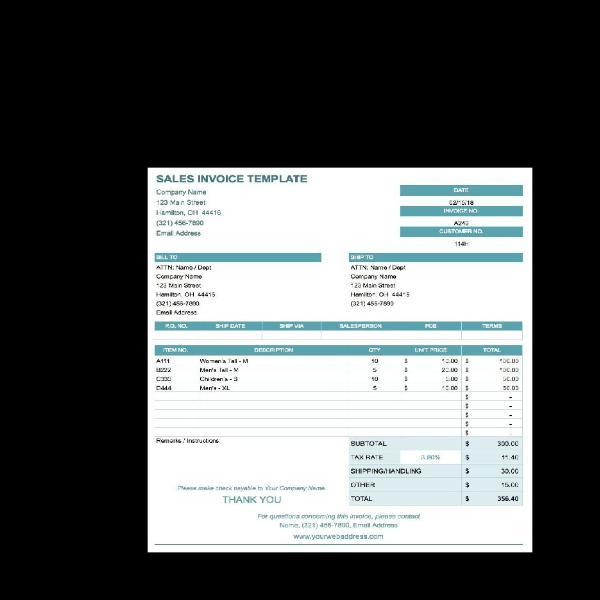 SALES INVOICE TEMPLATE
Company Name
123 Main Street
Hamilton, OH 44416
(321) 456-7890
Email Address
DATE
02/15/18
INVOICE NO.
A246
CUSTOMER NO.
114H
BILL TO
ATTN: Name / Dept
Company Name
123 Main Street
Hamilton, OH 44416
(321) 456-7890
Email Address
SHIP TO
ATTN: Name / Dept
Company Name
123 Main Street
Hamilton, OH 44416
(321) 456-7890
P.O. NO. SHIP DATE SHIP VIA SALESPERSON FOB TERMS
ITEM NO. DESCRIPTION QTY UNIT PRICE TOTAL
A111 Women's Tall - M 10 $ 10.00 $ 100.00
B222 Men's Tall - M 5 $ 20.00 $ 100.00
C333 Children's - S 10 $ 5.00 $ 50.00
D444 Men's - XL 5 $ 10.00 $ 50.00
$ -
$ -
$ -
$ -
$ -
Remarks / Instructions:
SUBTOTAL $ 300.00
TAX RATE 3.80% $ 11.40
SHIPPING/HANDLING $ 30.00
OTHER $ 15.00
TOTAL $ 356.40
Please make check payable to Your Company Name.
THANK YOU
For questions concerning this invoice, please contact
Name, (321) 456-7890, Email Address
www.yourwebaddress.com